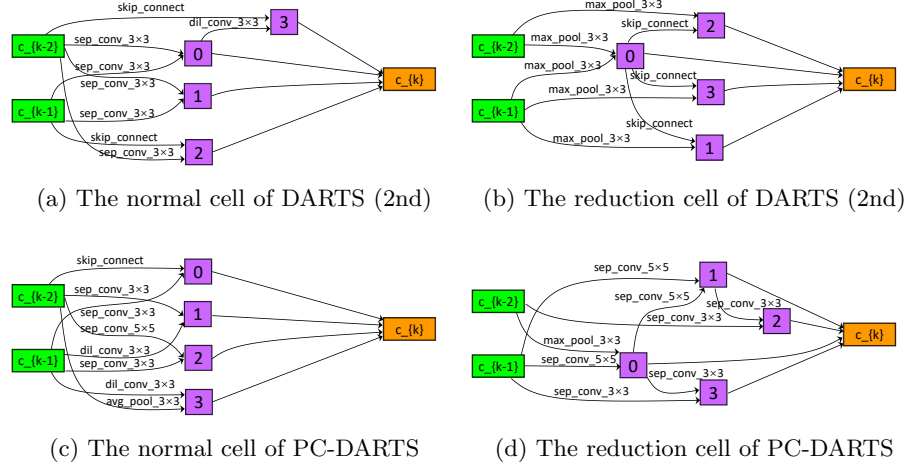 skip_connect
dil_conv_3×3
3
c_{k-2}
sep_conv_3×3
0
sep_conv_3×3
c_{k}
sep_conv_3×3
1
c_{k-1}
sep_conv_3×3
skip_connect
2
sep_conv_3×3
(a) The normal cell of DARTS (2nd)
max_pool_3×3
skip_connect
2
c_{k-2}
max_pool_3×3
0
max_pool_3×3
skip_connect
c_{k}
c_{k-1}
max_pool_3×3
3
skip_connect
max_pool_3×3
1
(b) The reduction cell of DARTS (2nd)
skip_connect
0
c_{k-2}
sep_conv_3×3
1
sep_conv_3×3
sep_conv_5×5
c_{k}
c_{k-1}
dil_conv_3×3
2
sep_conv_3×3
dil_conv_3×3
3
avg_pool_3×3
(c) The normal cell of PC-DARTS
sep_conv_5×5
1
c_{k-2}
sep_conv_5×5
sep_conv_3×3
sep_conv_3×3
2
c_{k}
max_pool_3×3
c_{k-1}
sep_conv_5×5
0
sep_conv_3×3
sep_conv_3×3
3
(d) The reduction cell of PC-DARTS